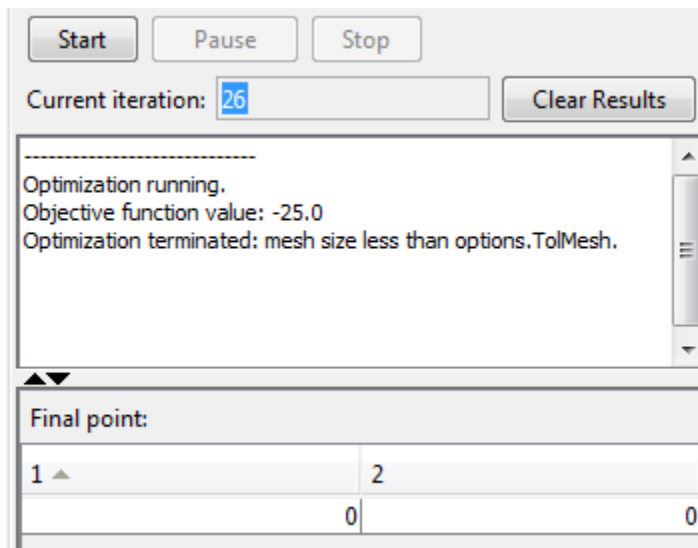 Start Pause Stop
Current iteration: 26 Clear Results
------------------------------
Optimization running.
Objective function value: -25.0
Optimization terminated: mesh size less than options.TolMesh.
Final point:
1 2
0 0